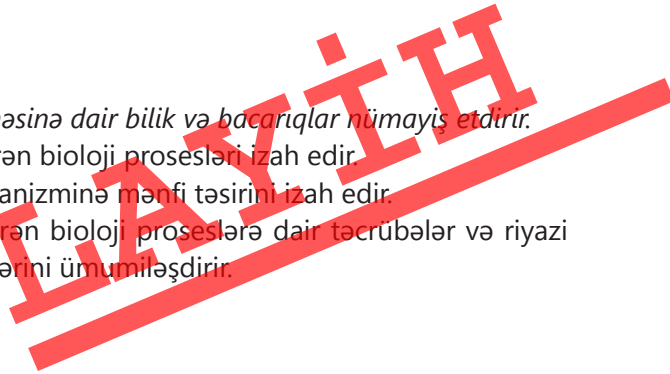 əsinə dair bilik və bacarıqlar nümayiş etdirir.
rən bioloji prosesləri izah edir.
anizminə mənfi təsirini izah edir.
rən bioloji proseslərə dair təcrübələr və riyazi
ərini ümumiləşdirir.
LAYİH